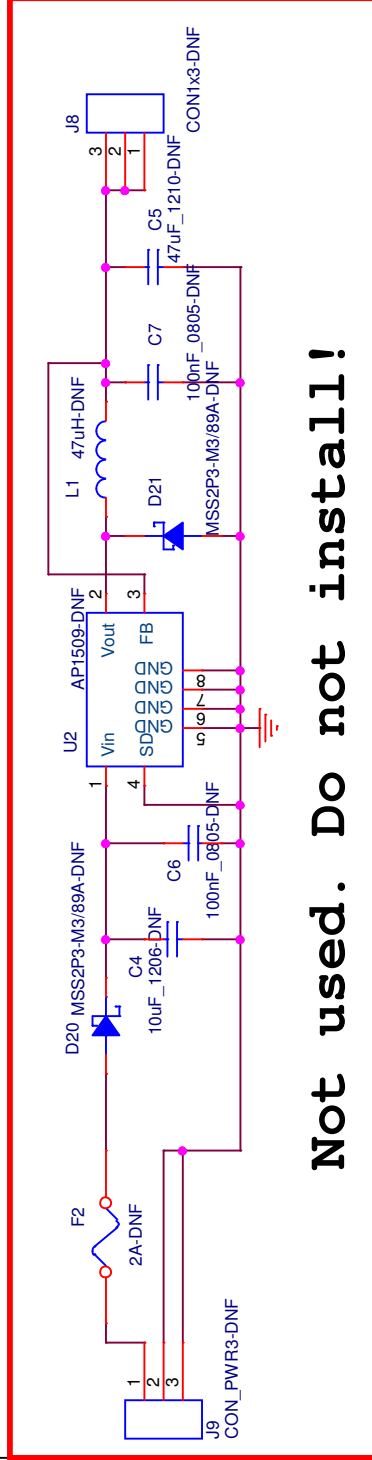 J9
CON_PWR3-DNF
1
2
3
F2
2A-DNF
D20
MSS2P3-M3/89A-DNF
C4
10uF_1206-DNF
C6
100nF_0805-DNF
U2
AP1509-DNF
1
Vin
Vout
2
4
SD
FB
3
GND
GND
GND
GND
5
6
7
8
L1
47uH-DNF
D21
MSS2P3-M3/89A-DNF
C7
100nF_0805-DNF
C5
47uF_1210-DNF
J8
CON1x3-DNF
3
2
1
Not used. Do not install!